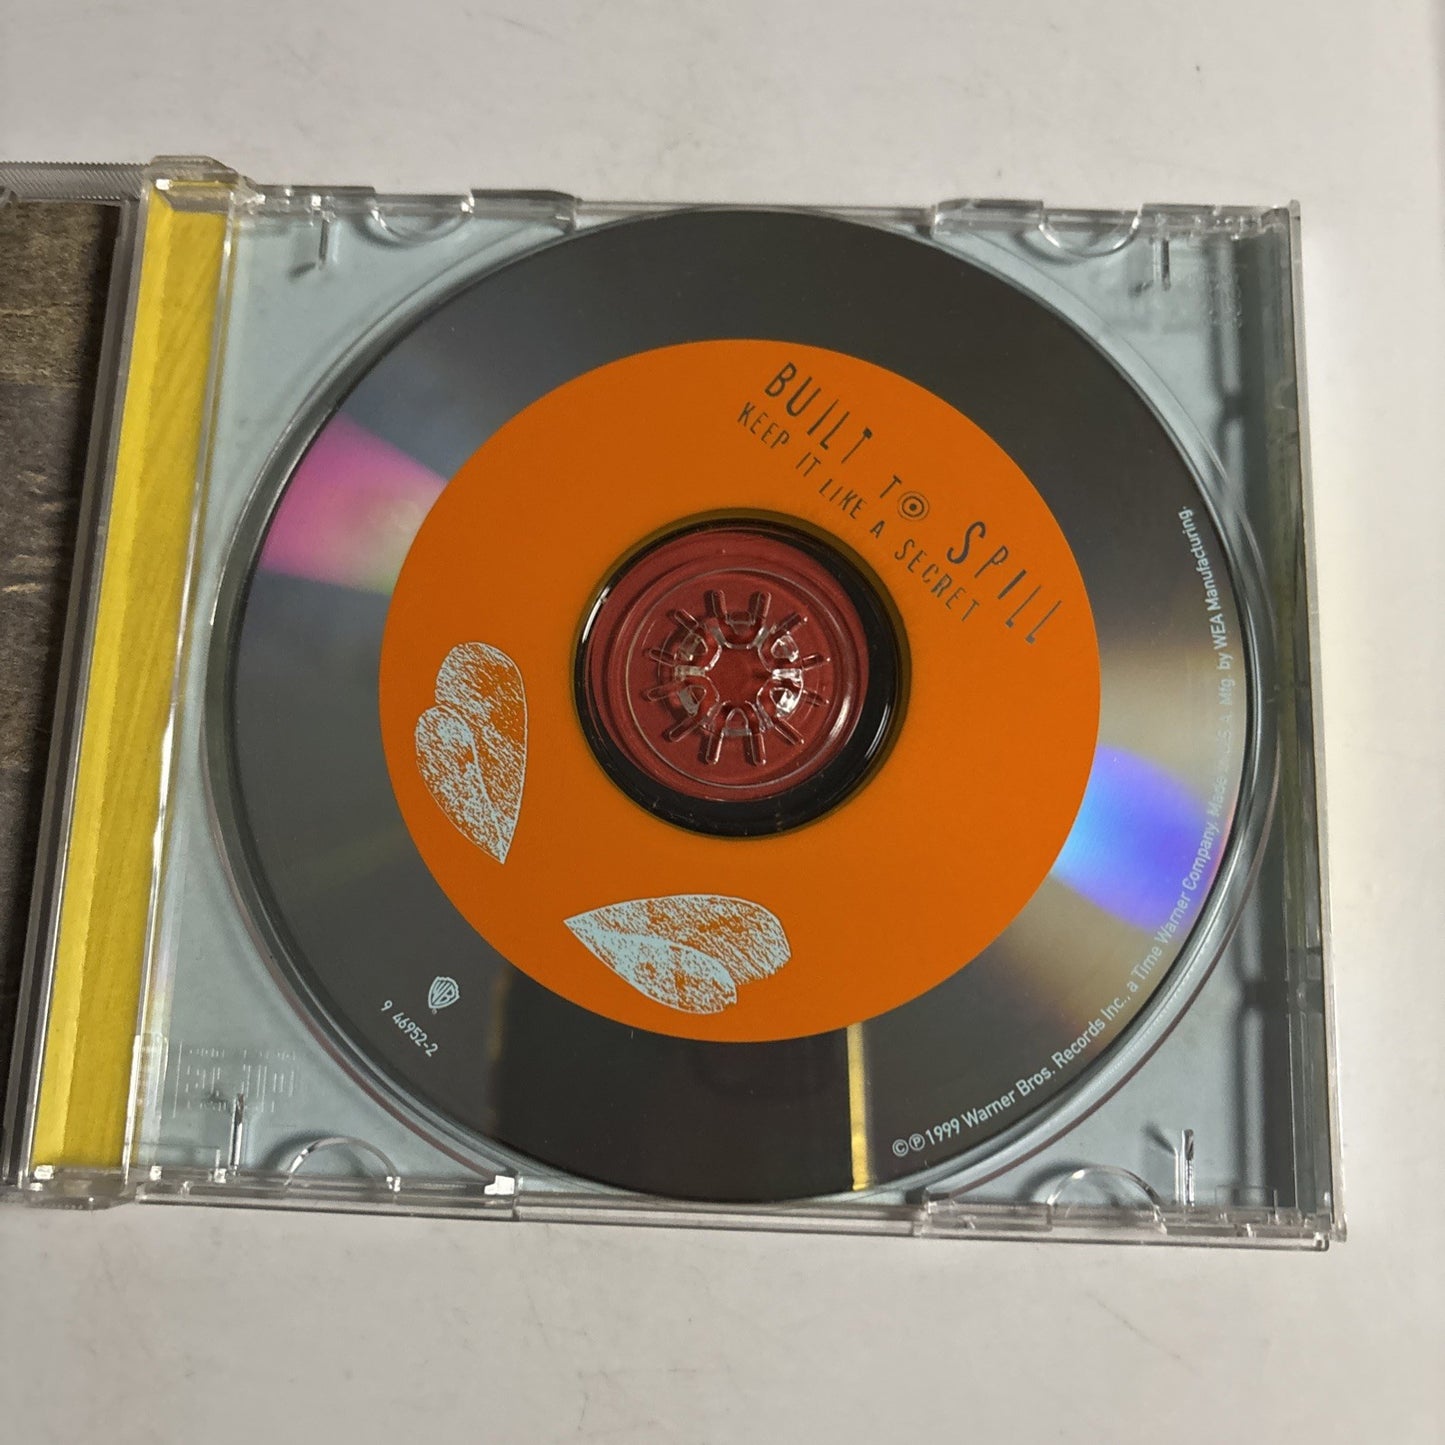 BUILT TO SPILL
KEEP IT LIKE A SECRET
WB
9 46952-2
©℗1999 Warner Bros. Records Inc., a Time Warner Company. Made in U.S.A. Mfg. by WEA Manufacturing.